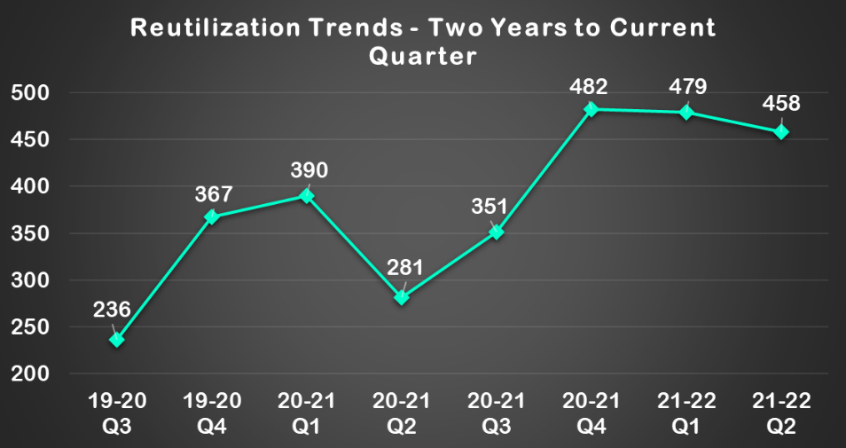 Reutilization Trends - Two Years to Current
Quarter
500
450
400
350
300
250
200
236
367
390
281
351
482
479
458
19-20
Q3
19-20
Q4
20-21
Q1
20-21
Q2
20-21
Q3
20-21
Q4
21-22
Q1
21-22
Q2